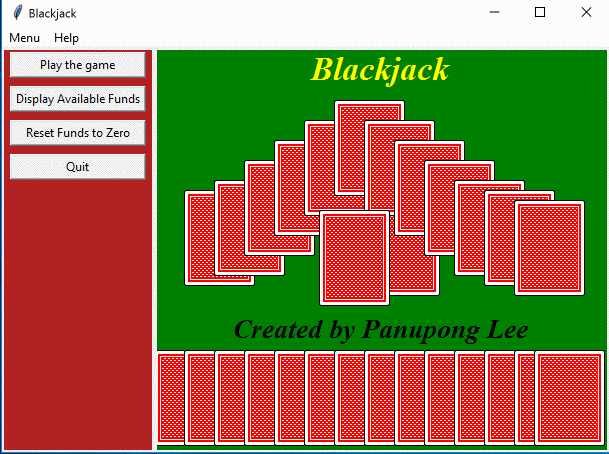 Blackjack
Menu Help
Play the game
Display Available Funds
Reset Funds to Zero
Quit
Blackjack
Created by Panupong Lee